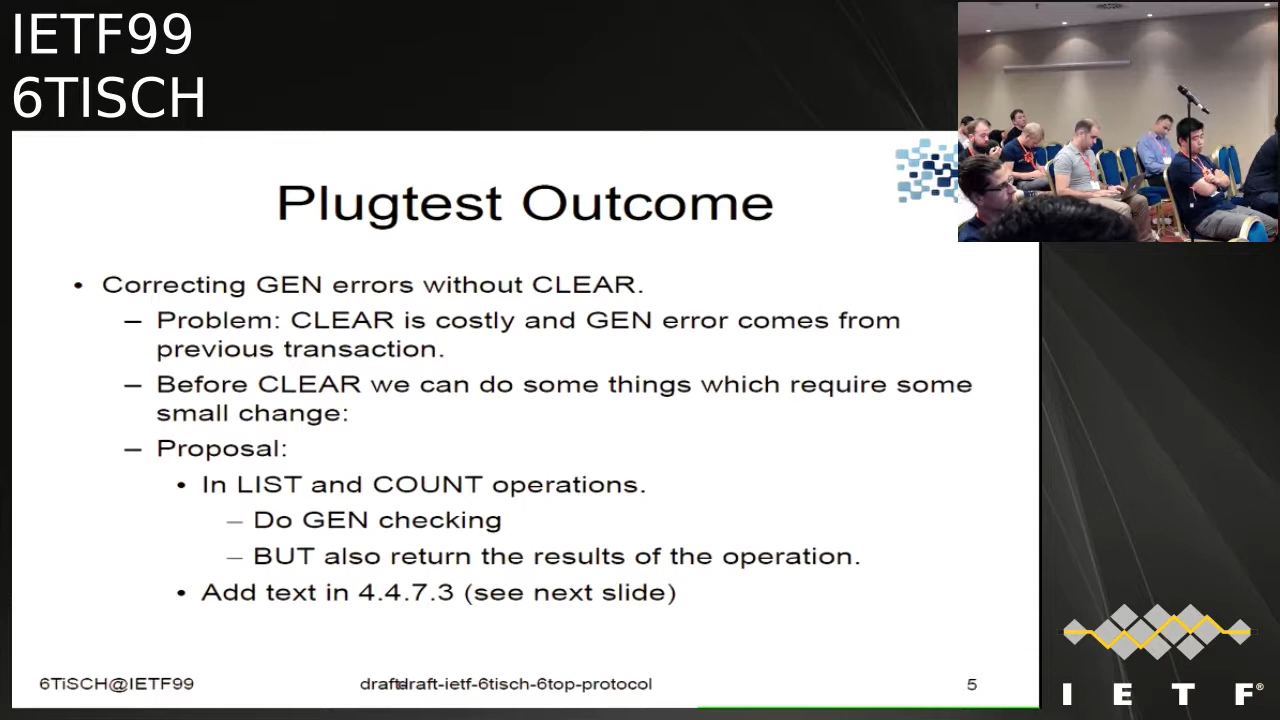 IETF99
6TISCH
Plugtest Outcome
• Correcting GEN errors without CLEAR.
– Problem: CLEAR is costly and GEN error comes from
previous transaction.
– Before CLEAR we can do some things which require some
small change:
– Proposal:
• In LIST and COUNT operations.
– Do GEN checking
– BUT also return the results of the operation.
• Add text in 4.4.7.3 (see next slide)
6TiSCH@IETF99
draftdraft-ietf-6tisch-6top-protocol
5
I E T F®